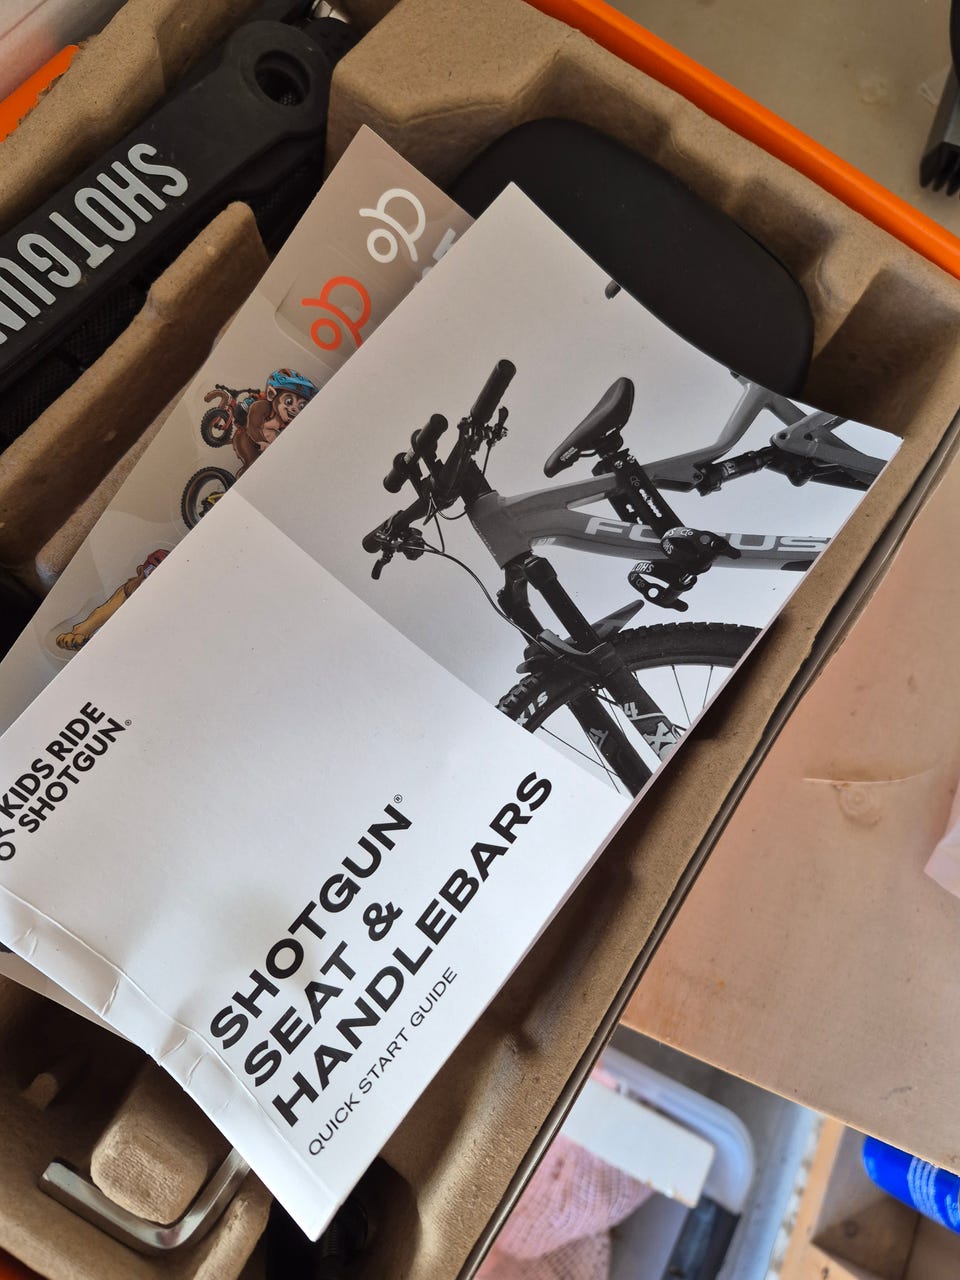 SHOTGUN
FOCUS
KIDS RIDE
SHOTGUN®
SHOTGUN®
SEAT &
HANDLEBARS
QUICK START GUIDE